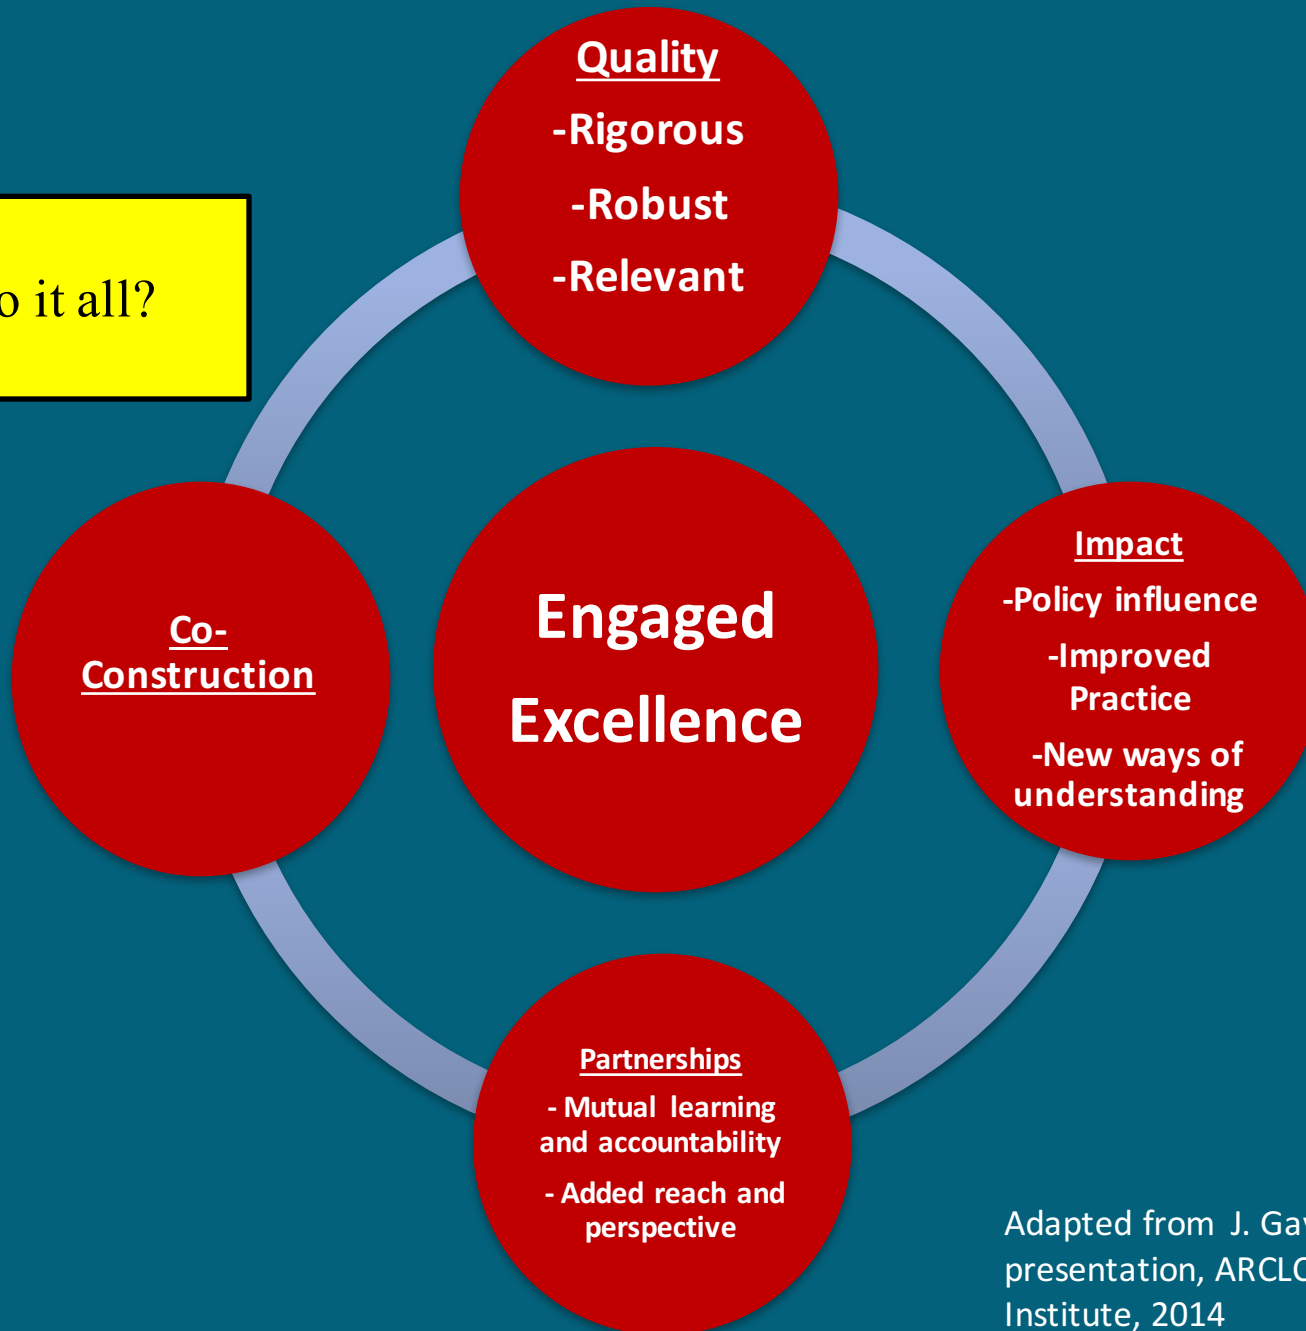 Quality
-Rigorous
-Robust
-Relevant
it all?
Engaged
Excellence
Co-
Construction
Impact
-Policy influence
-Improved
Practice
-New ways of
understanding
Partnerships
- Mutual learning
and accountability
- Added reach and
perspective
Adapted from J.
presentation,
Institute, 2014